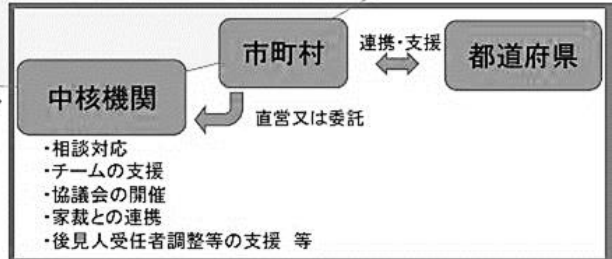 市町村
連携・支援
都道府県
中核機関
直営又は委託
・相談対応
・チームの支援
・協議会の開催
・家裁との連携
・後見人受任者調整等の支援 等